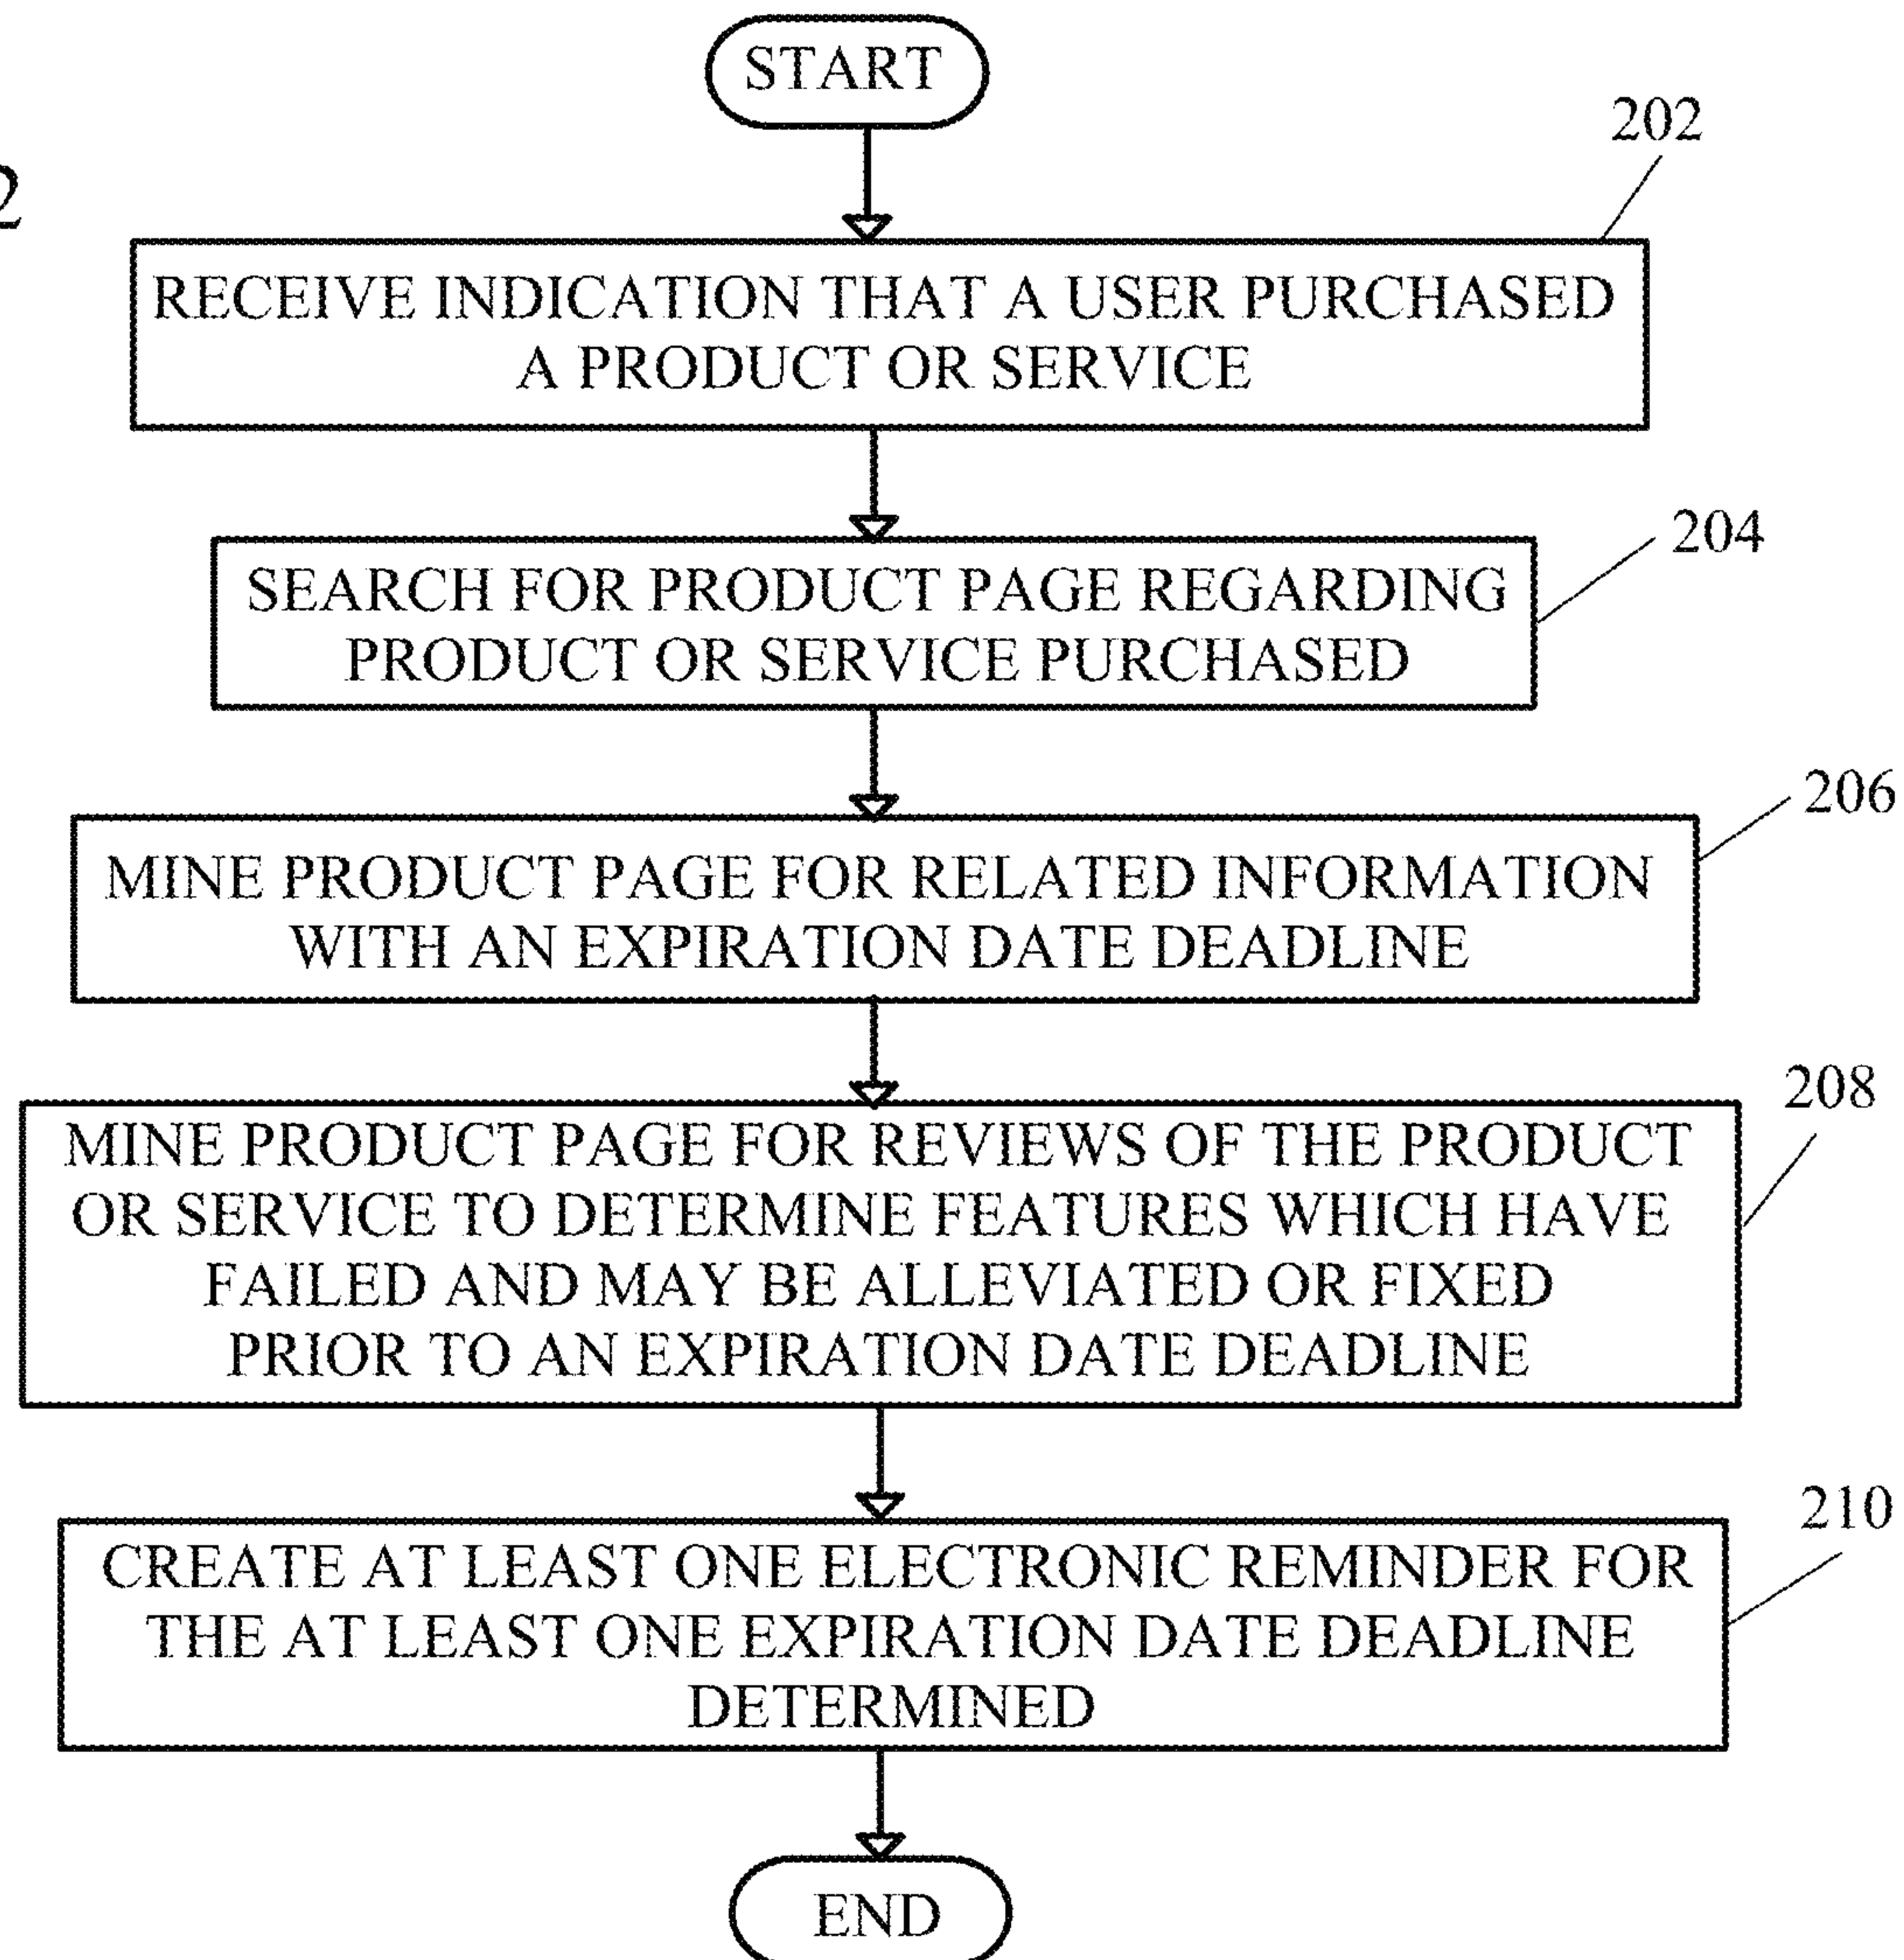 START
202
2
RECEIVE INDICATION THAT A USER PURCHASED
A PRODUCT OR SERVICE
204
SEARCH FOR PRODUCT PAGE REGARDING
PRODUCT OR SERVICE PURCHASED
206
MINE PRODUCT PAGE FOR RELATED INFORMATION
WITH AN EXPIRATION DATE DEADLINE
208
MINE PRODUCT PAGE FOR REVIEWS OF THE PRODUCT
OR SERVICE TO DETERMINE FEATURES WHICH HAVE
FAILED AND MAY BE ALLEVIATED OR FIXED
PRIOR TO AN EXPIRATION DATE DEADLINE
210
CREATE AT LEAST ONE ELECTRONIC REMINDER FOR
THE AT LEAST ONE EXPIRATION DATE DEADLINE
DETERMINED
END